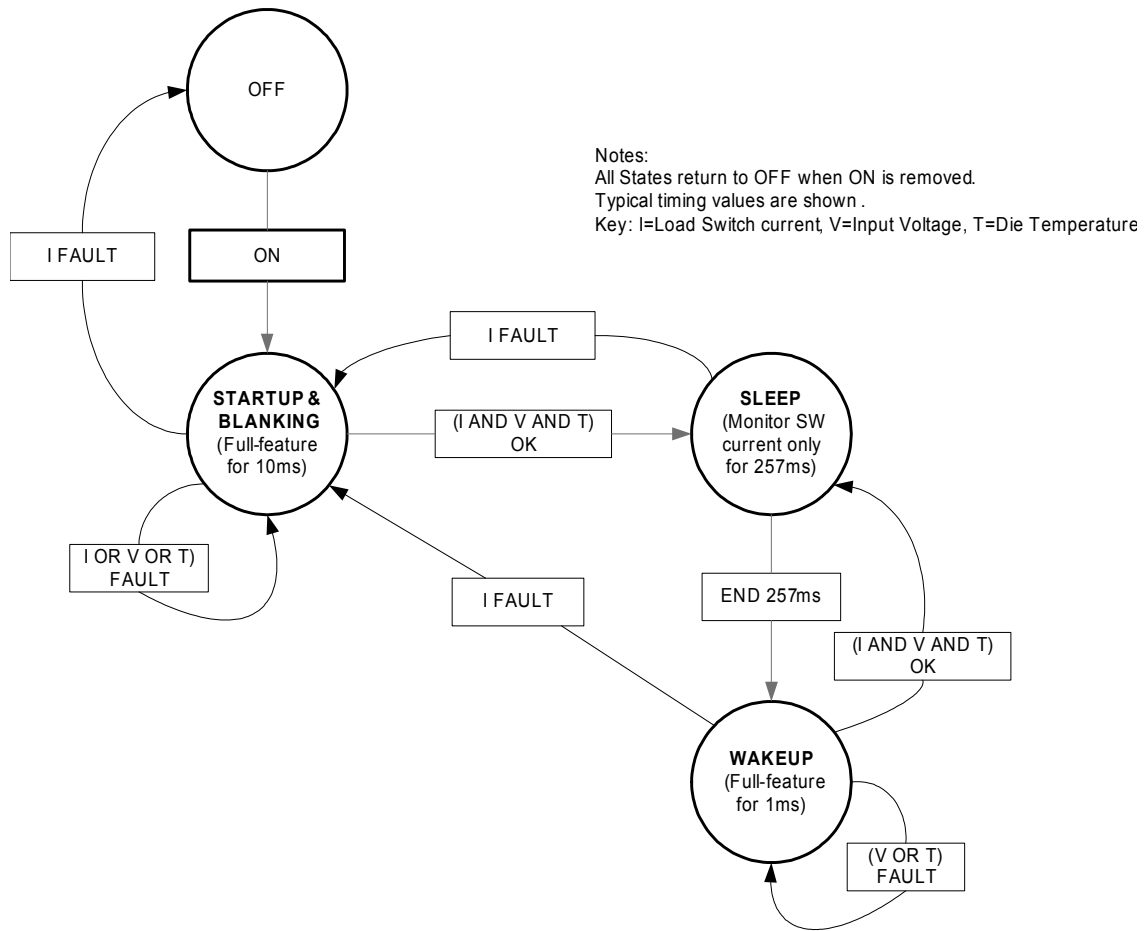 OFF
Notes:
All States return to OFF when ON is removed.
Typical timing values are shown .
Key: I=Load Switch current, V=Input Voltage, T=Die Temperature
I FAULT
ON
I FAULT
STARTUP &
BLANKING
(Full-feature
for 10ms)
(I AND V AND T)
OK
SLEEP
(Monitor SW
current only
for 257ms)
I OR V OR T)
FAULT
I FAULT
END 257ms
(I AND V AND T)
OK
WAKEUP
(Full-feature
for 1ms)
(V OR T)
FAULT